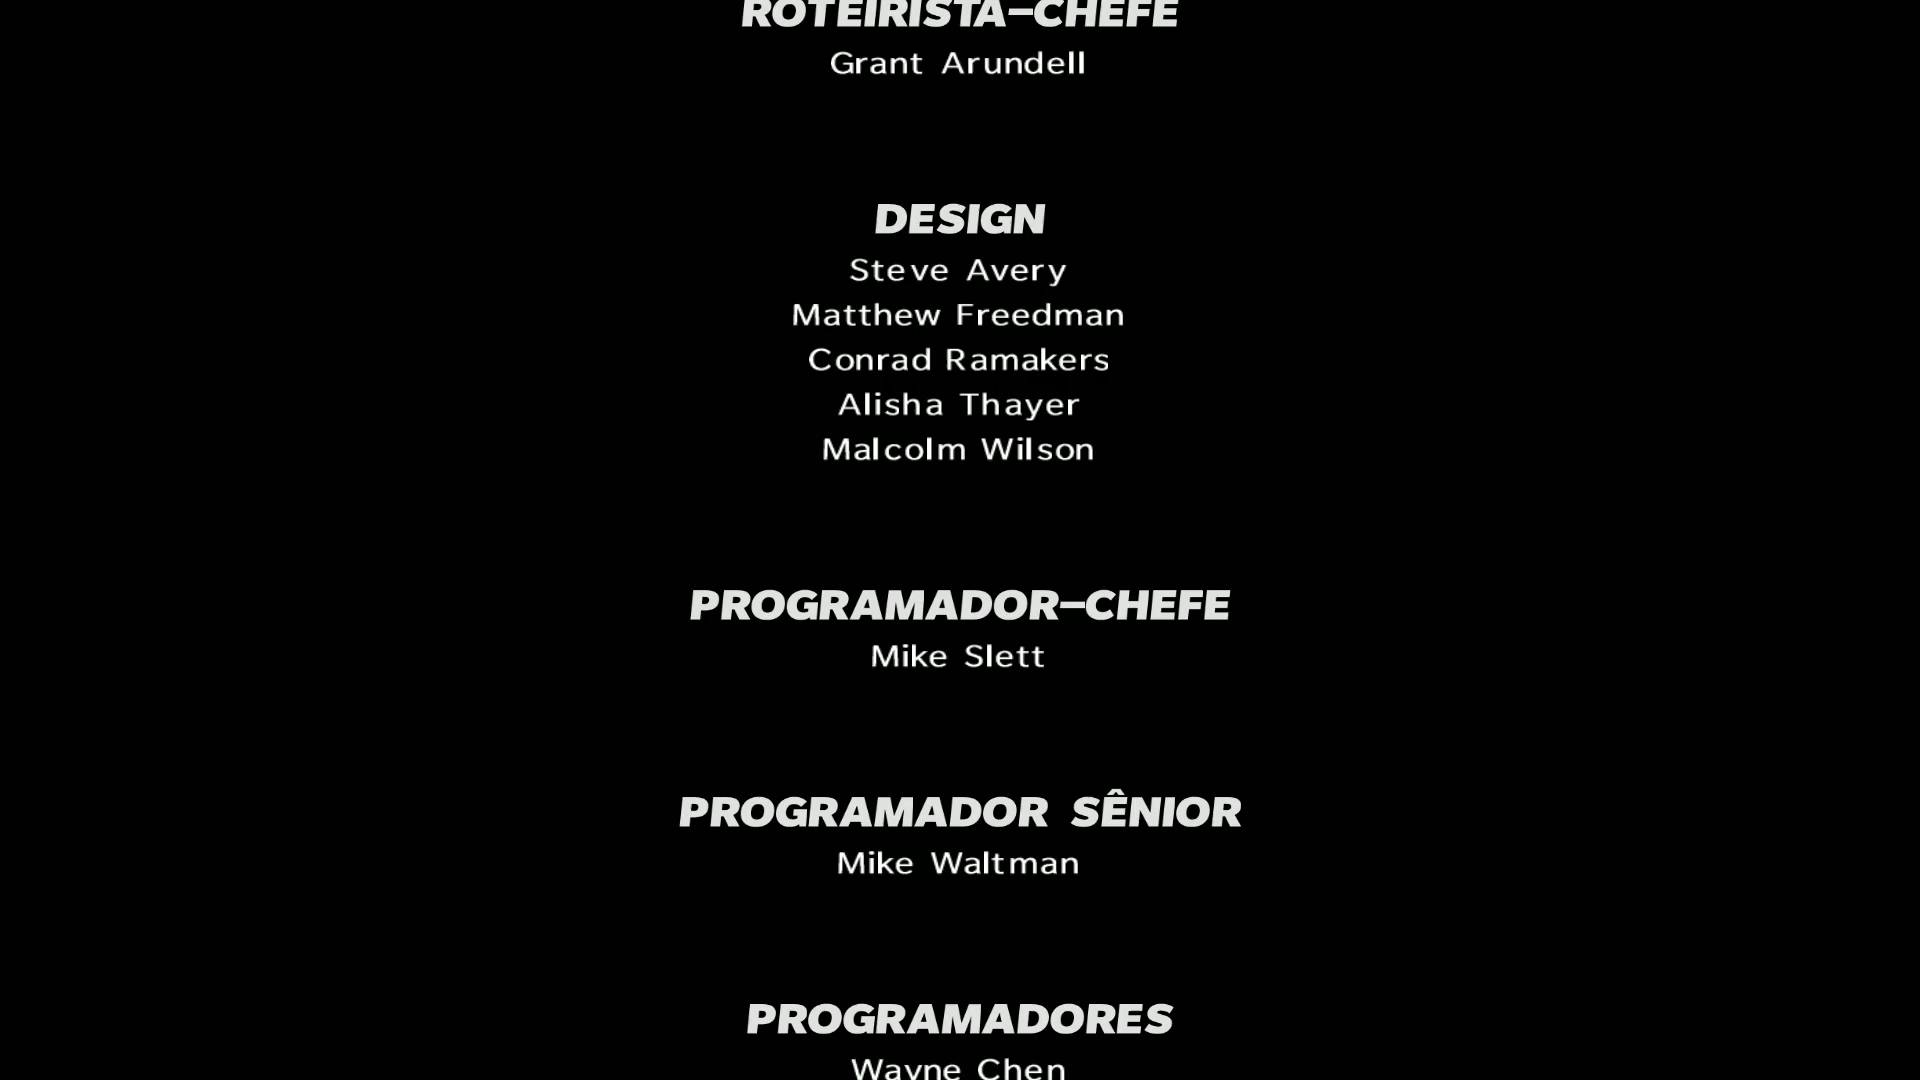 ROTEIRISTA-CHEFE
Grant Arundell
DESIGN
Steve Avery
Matthew Freedman
Conrad Ramakers
Alisha Thayer
Malcolm Wilson
PROGRAMADOR-CHEFE
Mike Slett
PROGRAMADOR SÊNIOR
Mike Waltman
PROGRAMADORES
Wayne Chen